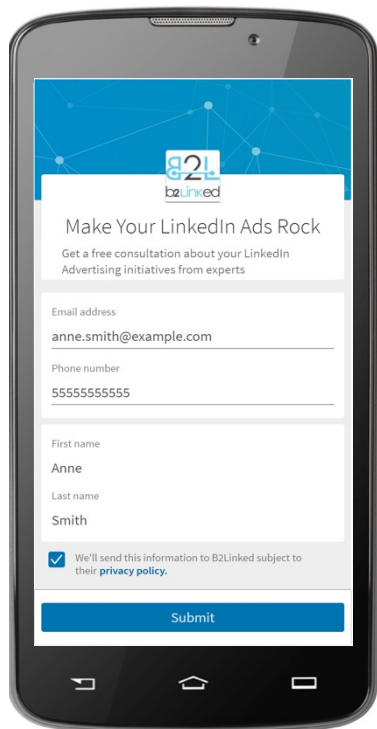 B2L
B2Linked
Make Your LinkedIn Ads Rock
Get a free consultation about your LinkedIn
Advertising initiatives from experts
Email address
anne.smith@example.com
Phone number
55555555555
First name
Anne
Last name
Smith
We'll send this information to B2Linked subject to
their privacy policy.
Submit